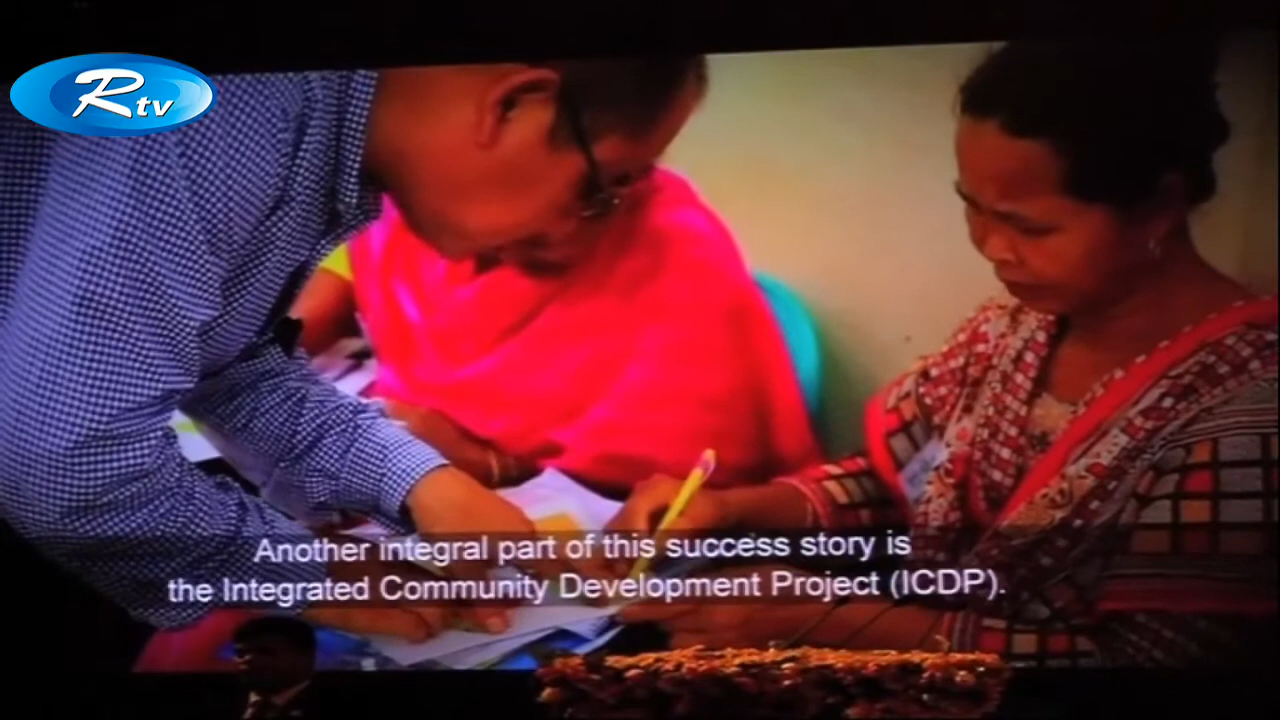 Rtv
Another integral part of this success story is
the Integrated Community Development Project (ICDP).